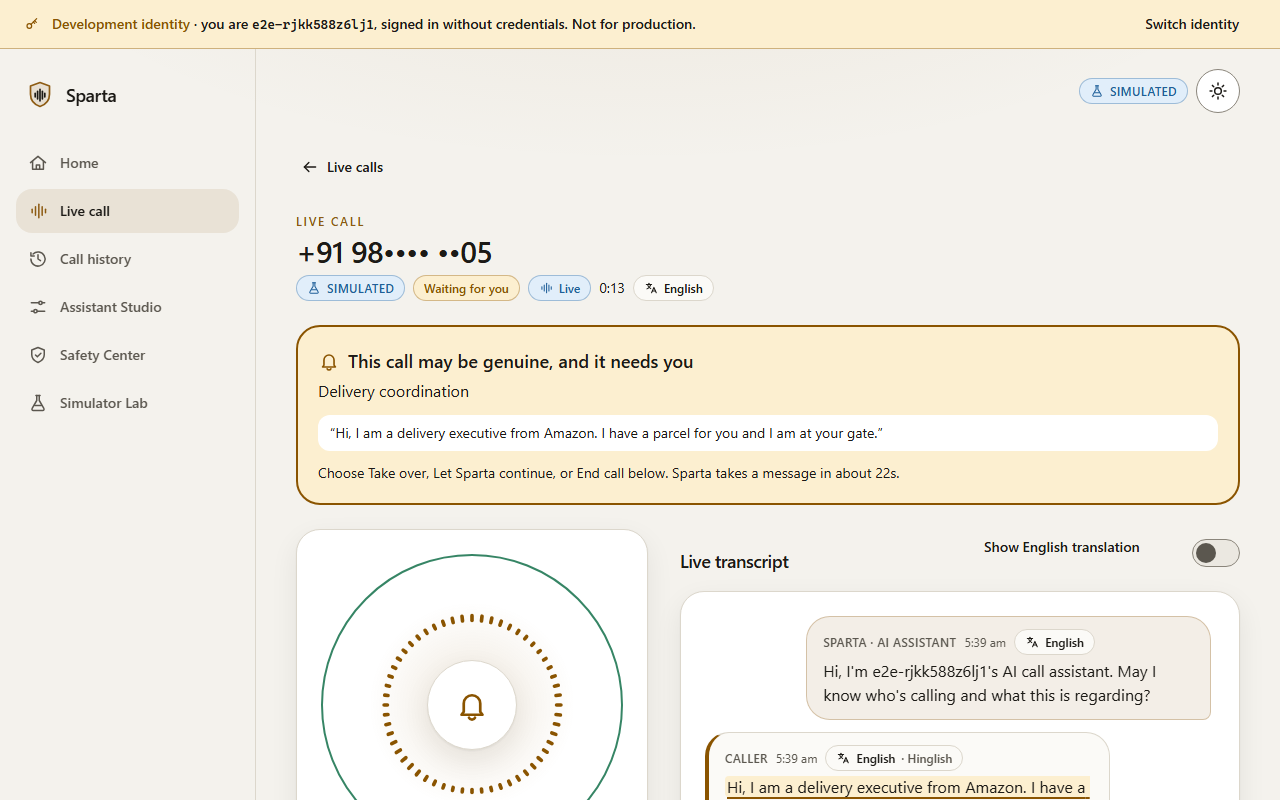 Development identity · you are e2e-rjkk588z6lj1, signed in without credentials. Not for production.
Switch identity
Sparta
SIMULATED
Home
Live call
Call history
Assistant Studio
Safety Center
Simulator Lab
Live calls
LIVE CALL
+91 98•••• ••05
SIMULATED
Waiting for you
Live
0:13
English
This call may be genuine, and it needs you
Delivery coordination
“Hi, I am a delivery executive from Amazon. I have a parcel for you and I am at your gate.”
Choose Take over, Let Sparta continue, or End call below. Sparta takes a message in about 22s.
Live transcript
Show English translation
SPARTA · AI ASSISTANT 5:39 am English
Hi, I'm e2e-rjkk588z6lj1's AI call assistant. May I
know who's calling and what this is regarding?
CALLER 5:39 am English · Hinglish
Hi, I am a delivery executive from Amazon. I have a